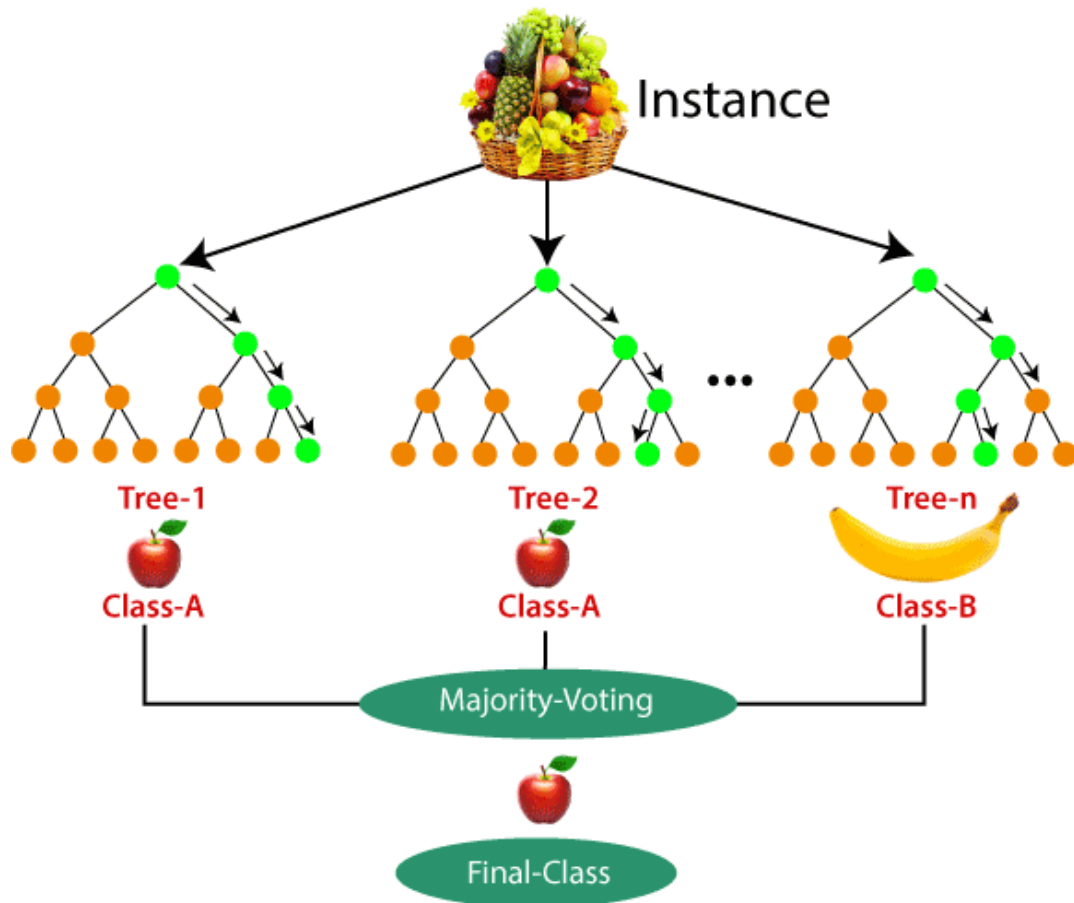 Instance
...
Tree-1
Tree-2
Tree-n
Class-A
Class-A
Class-B
Majority-Voting
Final-Class